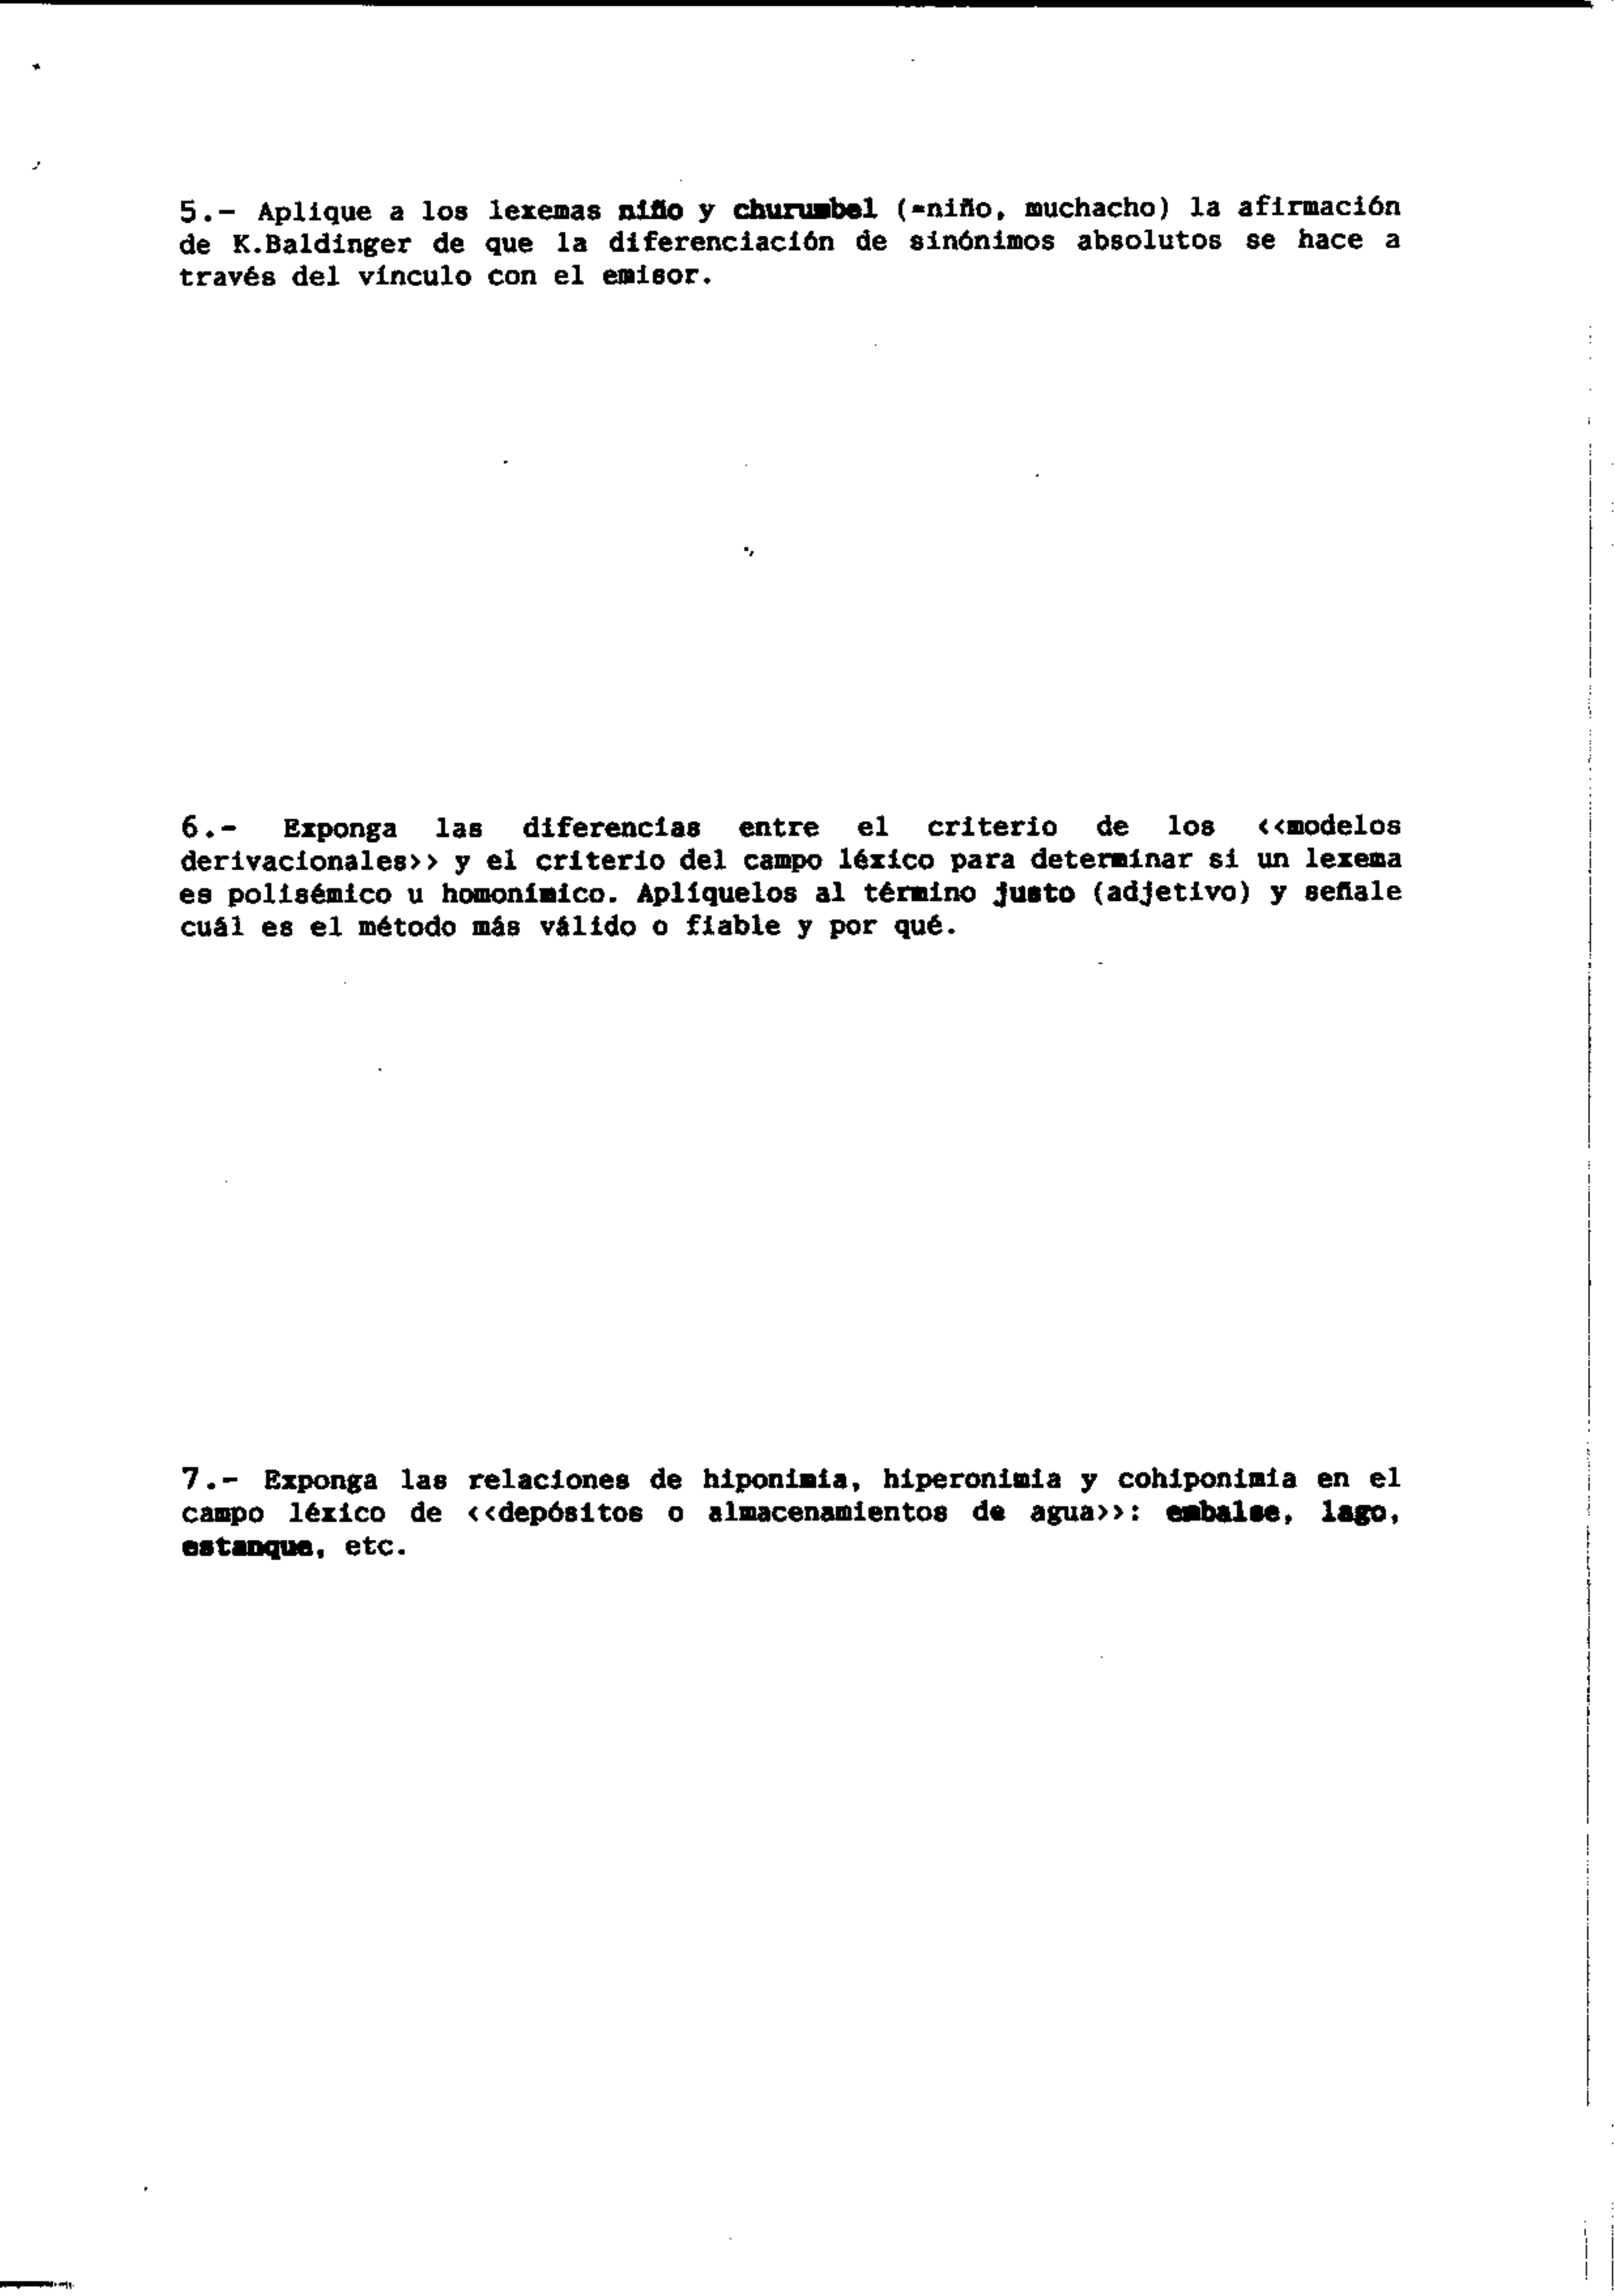 5.- Aplique a los lexemas niño y churumbel (=niño, muchacho) la afirmación
de K.Baldinger de que la diferenciación de sinónimos absolutos se hace a
través del vínculo con el emisor.
6.- Exponga las diferencias entre el criterio de los <<modelos
derivacionales>> y el criterio del campo léxico para determinar si un lexema
es polisémico u homonímico. Aplíquelos al término justo (adjetivo) y señale
cuál es el método más válido o fiable y por qué.
7.- Exponga las relaciones de hiponimia, hiperonimia y cohiponimia en el
campo léxico de <<depósitos o almacenamientos de agua>>: embalse, lago,
estanque, etc.